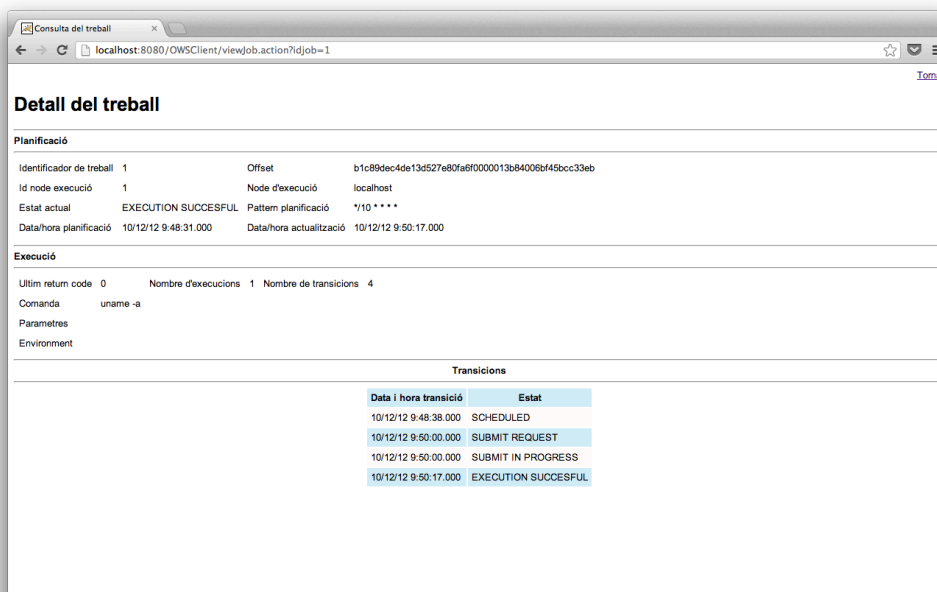 Consulta del treball
localhost:8080/OWSClient/viewJob.action?idjob=1
Detall del treball
Planificació
Identificador de treball 1 Offset b1c89dec4de13d527e80fa6f0000013b84006bf45bcc33eb
Id node execució 1 Node d'execució localhost
Estat actual EXECUTION SUCCESFUL Pattern planificació */10 * * * *
Data/hora planificació 10/12/12 9:48:31.000 Data/hora actualització 10/12/12 9:50:17.000
Execució
Ultim return code 0 Nombre d'execucions 1 Nombre de transicions 4
Comanda uname -a
Parametres
Environment
Transicions
Data i hora transició Estat
10/12/12 9:48:38.000 SCHEDULED
10/12/12 9:50:00.000 SUBMIT REQUEST
10/12/12 9:50:00.000 SUBMIT IN PROGRESS
10/12/12 9:50:17.000 EXECUTION SUCCESFUL